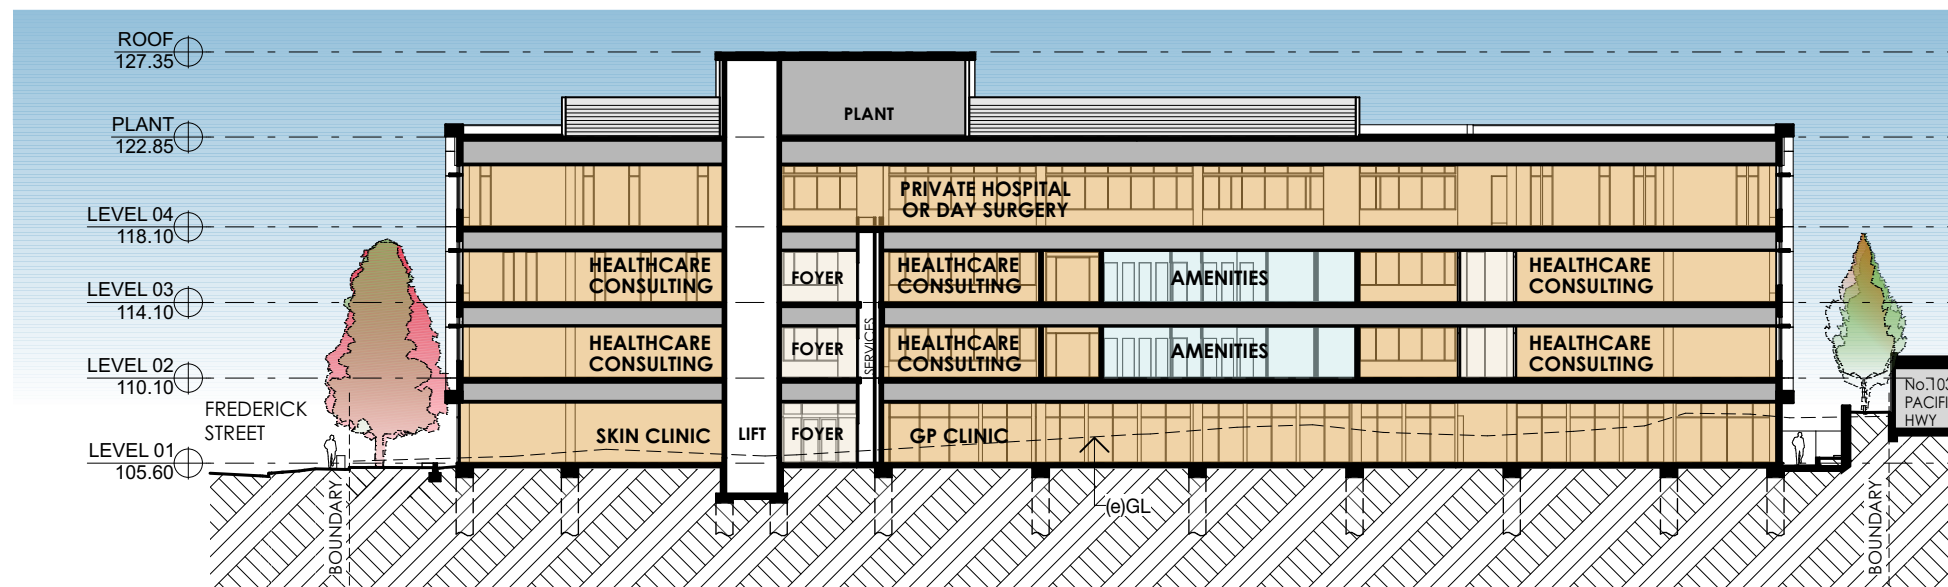 ROOF
127.35
PLANT
122.85
LEVEL 04
118.10
LEVEL 03
114.10
LEVEL 02
110.10
LEVEL 01
105.60
FREDERICK
STREET
PLANT
PRIVATE HOSPITAL
OR DAY SURGERY
HEALTHCARE
CONSULTING
FOYER
HEALTHCARE
CONSULTING
AMENITIES
HEALTHCARE
CONSULTING
HEALTHCARE
CONSULTING
FOYER
SERVICES
HEALTHCARE
CONSULTING
AMENITIES
HEALTHCARE
CONSULTING
SKIN CLINIC
LIFT
FOYER
GP CLINIC
(e)GL
BOUNDARY
BOUNDARY
No.103
PACIFI
HWY